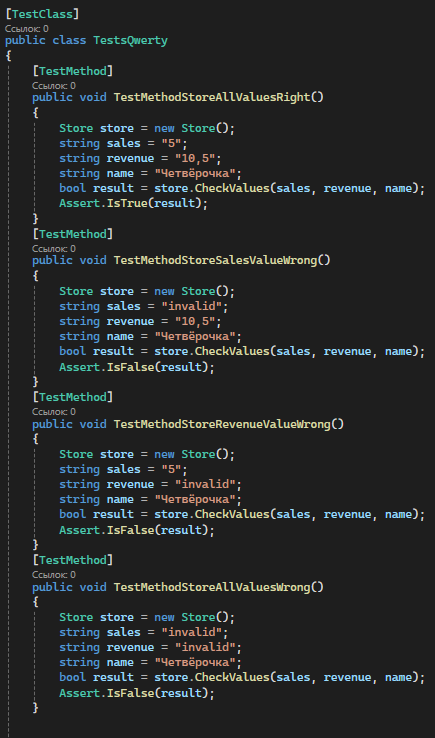 [TestClass]
Ссылок: 0
public class TestsQwerty
{
[TestMethod]
Ссылок: 0
public void TestMethodStoreAllValuesRight()
{
Store store = new Store();
string sales = "5";
string revenue = "10,5";
string name = "Четвёрочка";
bool result = store.CheckValues(sales, revenue, name);
Assert.IsTrue(result);
}
[TestMethod]
Ссылок: 0
public void TestMethodStoreSalesValueWrong()
{
Store store = new Store();
string sales = "invalid";
string revenue = "10,5";
string name = "Четвёрочка";
bool result = store.CheckValues(sales, revenue, name);
Assert.IsFalse(result);
}
[TestMethod]
Ссылок: 0
public void TestMethodStoreRevenueValueWrong()
{
Store store = new Store();
string sales = "5";
string revenue = "invalid";
string name = "Четвёрочка";
bool result = store.CheckValues(sales, revenue, name);
Assert.IsFalse(result);
}
[TestMethod]
Ссылок: 0
public void TestMethodStoreAllValuesWrong()
{
Store store = new Store();
string sales = "invalid";
string revenue = "invalid";
string name = "Четвёрочка";
bool result = store.CheckValues(sales, revenue, name);
Assert.IsFalse(result);
}